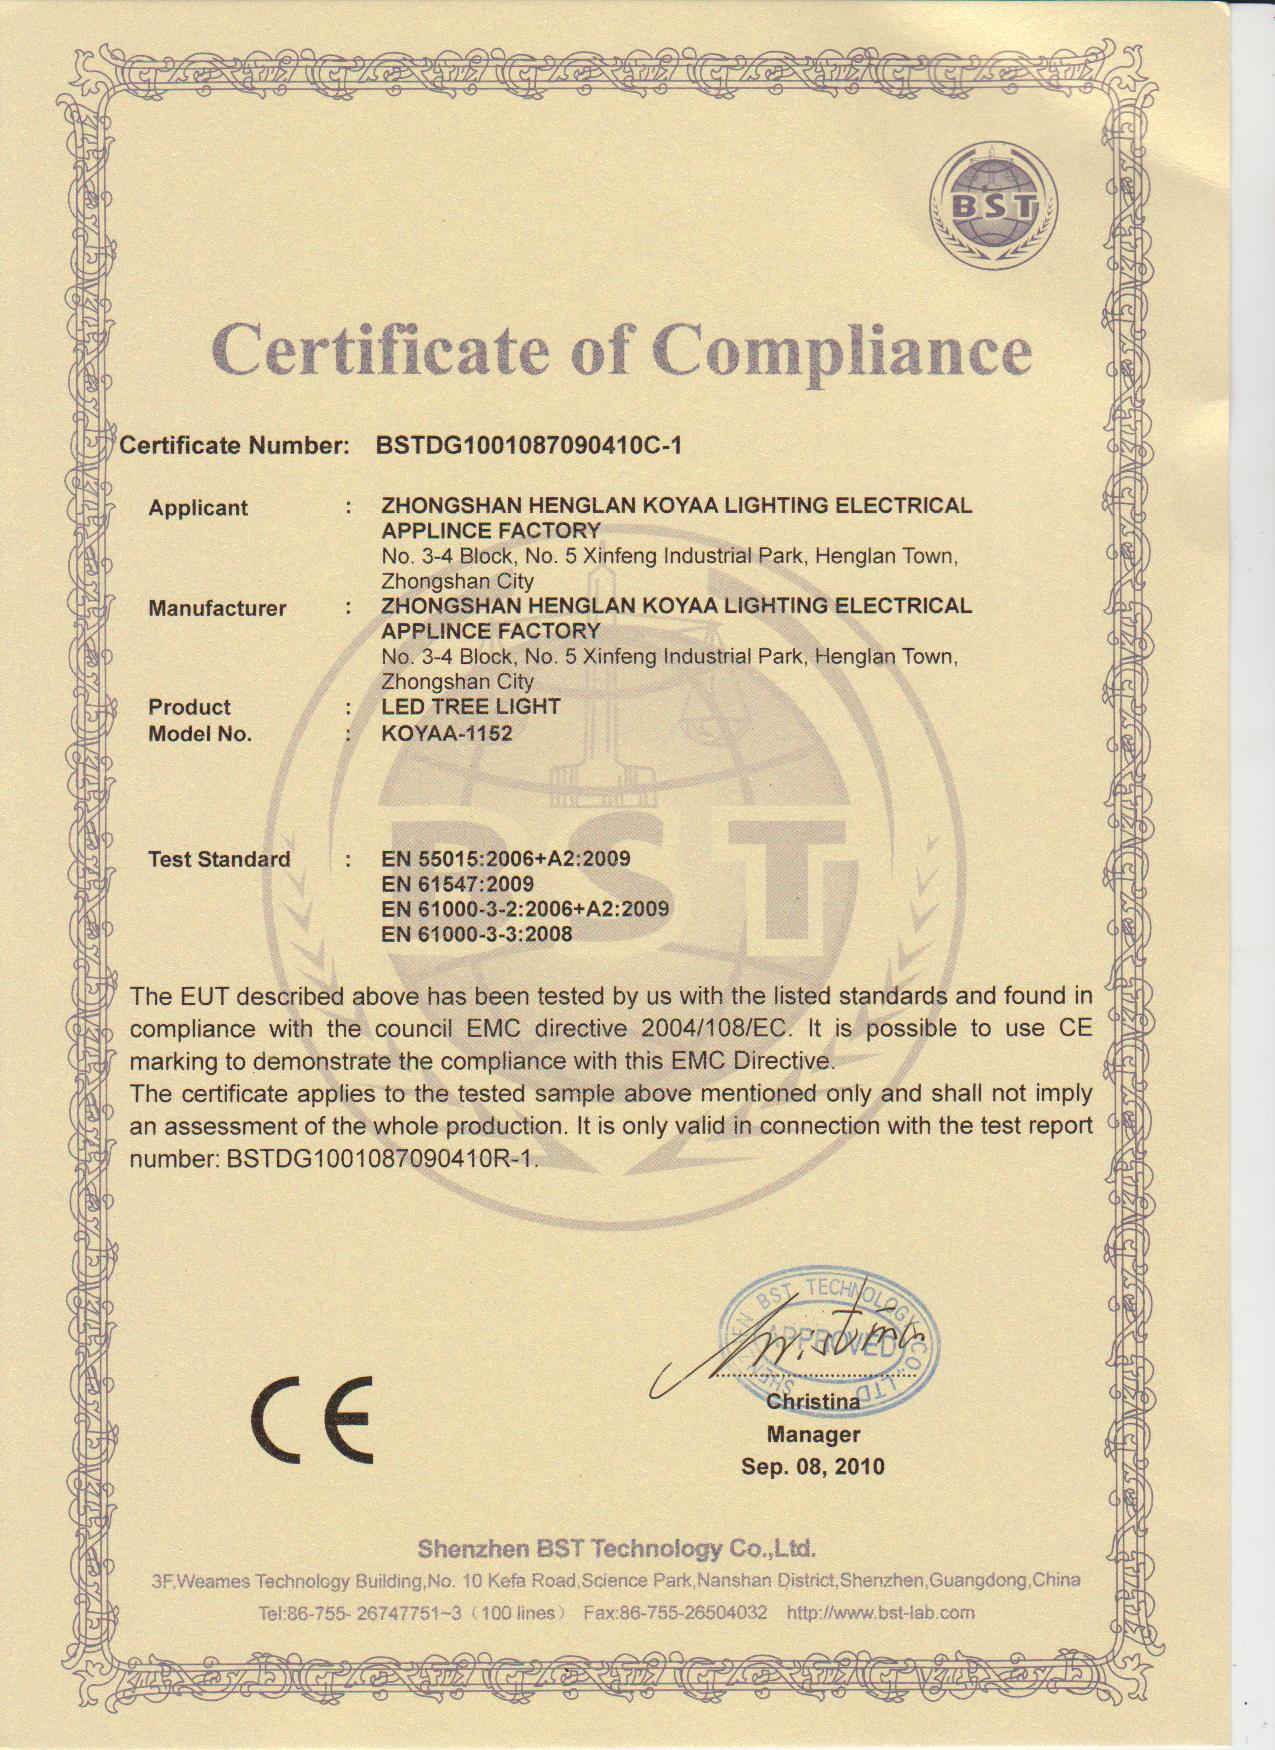 BST
Certificate of Compliance
Certificate Number: BSTDG1001087090410C-1
Applicant : ZHONGSHAN HENGLAN KOYAA LIGHTING ELECTRICAL
APPLINCE FACTORY
No. 3-4 Block, No. 5 Xinfeng Industrial Park, Henglan Town,
Zhongshan City
Manufacturer : ZHONGSHAN HENGLAN KOYAA LIGHTING ELECTRICAL
APPLINCE FACTORY
No. 3-4 Block, No. 5 Xinfeng Industrial Park, Henglan Town,
Zhongshan City
Product : LED TREE LIGHT
Model No. : KOYAA-1152
BST
Test Standard : EN 55015:2006+A2:2009
EN 61547:2009
EN 61000-3-2:2006+A2:2009
EN 61000-3-3:2008
The EUT described above has been tested by us with the listed standards and found in
compliance with the council EMC directive 2004/108/EC. It is possible to use CE
marking to demonstrate the compliance with this EMC Directive.
The certificate applies to the tested sample above mentioned only and shall not imply
an assessment of the whole production. It is only valid in connection with the test report
number: BSTDG1001087090410R-1.
SHENZHEN BST TECHNOLOGY CO.,LTD
APPROVED
Christina
CE
Christina
Manager
Sep. 08, 2010
Shenzhen BST Technology Co.,Ltd.
3F,Weames Technology Building,No. 10 Kefa Road,Science Park,Nanshan District,Shenzhen,Guangdong,China
Tel:86-755- 26747751~3（100 lines） Fax:86-755-26504032 http://www.bst-lab.com